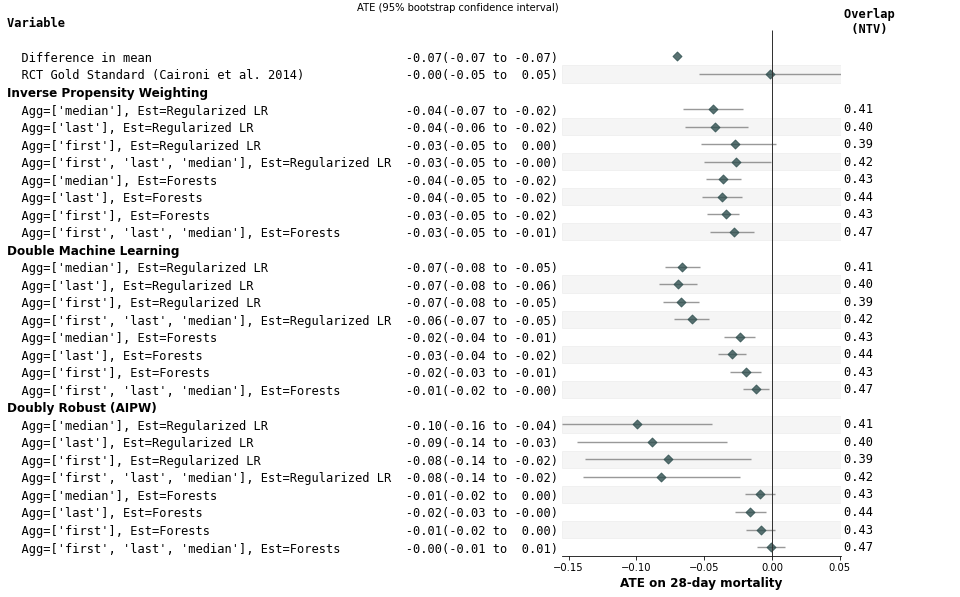 ATE (95% bootstrap confidence interval)
Variable
Overlap
(NTV)
Difference in mean -0.07(-0.07 to -0.07)
RCT Gold Standard (Caironi et al. 2014) -0.00(-0.05 to 0.05)
Inverse Propensity Weighting
Agg=['median'], Est=Regularized LR -0.04(-0.07 to -0.02) 0.41
Agg=['last'], Est=Regularized LR -0.04(-0.06 to -0.02) 0.40
Agg=['first'], Est=Regularized LR -0.03(-0.05 to 0.00) 0.39
Agg=['first', 'last', 'median'], Est=Regularized LR -0.03(-0.05 to -0.00) 0.42
Agg=['median'], Est=Forests -0.04(-0.05 to -0.02) 0.43
Agg=['last'], Est=Forests -0.04(-0.05 to -0.02) 0.44
Agg=['first'], Est=Forests -0.03(-0.05 to -0.02) 0.43
Agg=['first', 'last', 'median'], Est=Forests -0.03(-0.05 to -0.01) 0.47
Double Machine Learning
Agg=['median'], Est=Regularized LR -0.07(-0.08 to -0.05) 0.41
Agg=['last'], Est=Regularized LR -0.07(-0.08 to -0.06) 0.40
Agg=['first'], Est=Regularized LR -0.07(-0.08 to -0.05) 0.39
Agg=['first', 'last', 'median'], Est=Regularized LR -0.06(-0.07 to -0.05) 0.42
Agg=['median'], Est=Forests -0.02(-0.04 to -0.01) 0.43
Agg=['last'], Est=Forests -0.03(-0.04 to -0.02) 0.44
Agg=['first'], Est=Forests -0.02(-0.03 to -0.01) 0.43
Agg=['first', 'last', 'median'], Est=Forests -0.01(-0.02 to -0.00) 0.47
Doubly Robust (AIPW)
Agg=['median'], Est=Regularized LR -0.10(-0.16 to -0.04) 0.41
Agg=['last'], Est=Regularized LR -0.09(-0.14 to -0.03) 0.40
Agg=['first'], Est=Regularized LR -0.08(-0.14 to -0.02) 0.39
Agg=['first', 'last', 'median'], Est=Regularized LR -0.08(-0.14 to -0.02) 0.42
Agg=['median'], Est=Forests -0.01(-0.02 to 0.00) 0.43
Agg=['last'], Est=Forests -0.02(-0.03 to -0.00) 0.44
Agg=['first'], Est=Forests -0.01(-0.02 to 0.00) 0.43
Agg=['first', 'last', 'median'], Est=Forests -0.00(-0.01 to 0.01) 0.47
−0.15 −0.10 −0.05 0.00 0.05
ATE on 28-day mortality